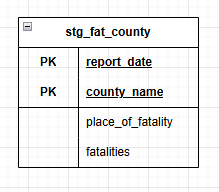 stg_fat_county
PK report_date
PK county_name
place_of_fatality
fatalities